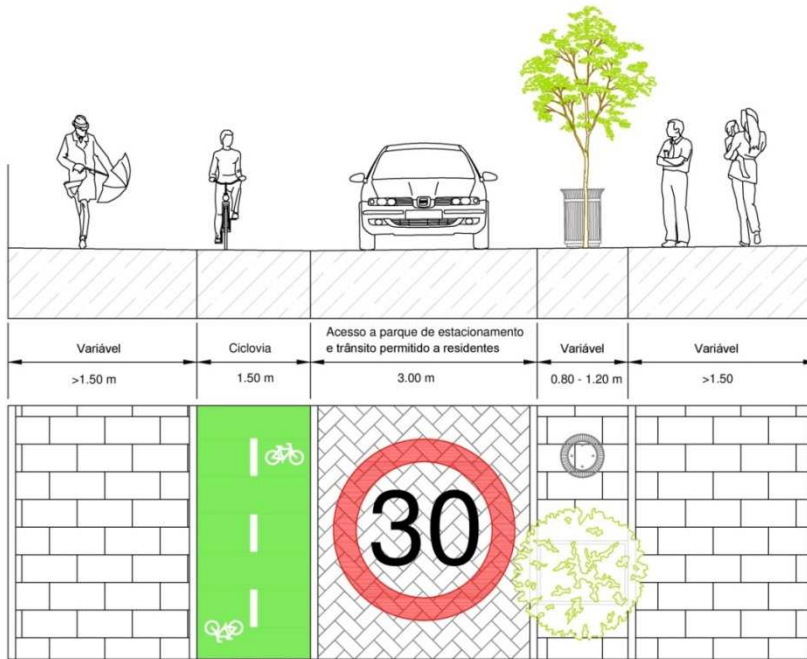 Variável
Ciclovia
Acesso a parque de estacionamento
e trânsito permitido a residentes
Variável
Variável
>1.50 m
1.50 m
3.00 m
0.80 - 1.20 m
>1.50
30